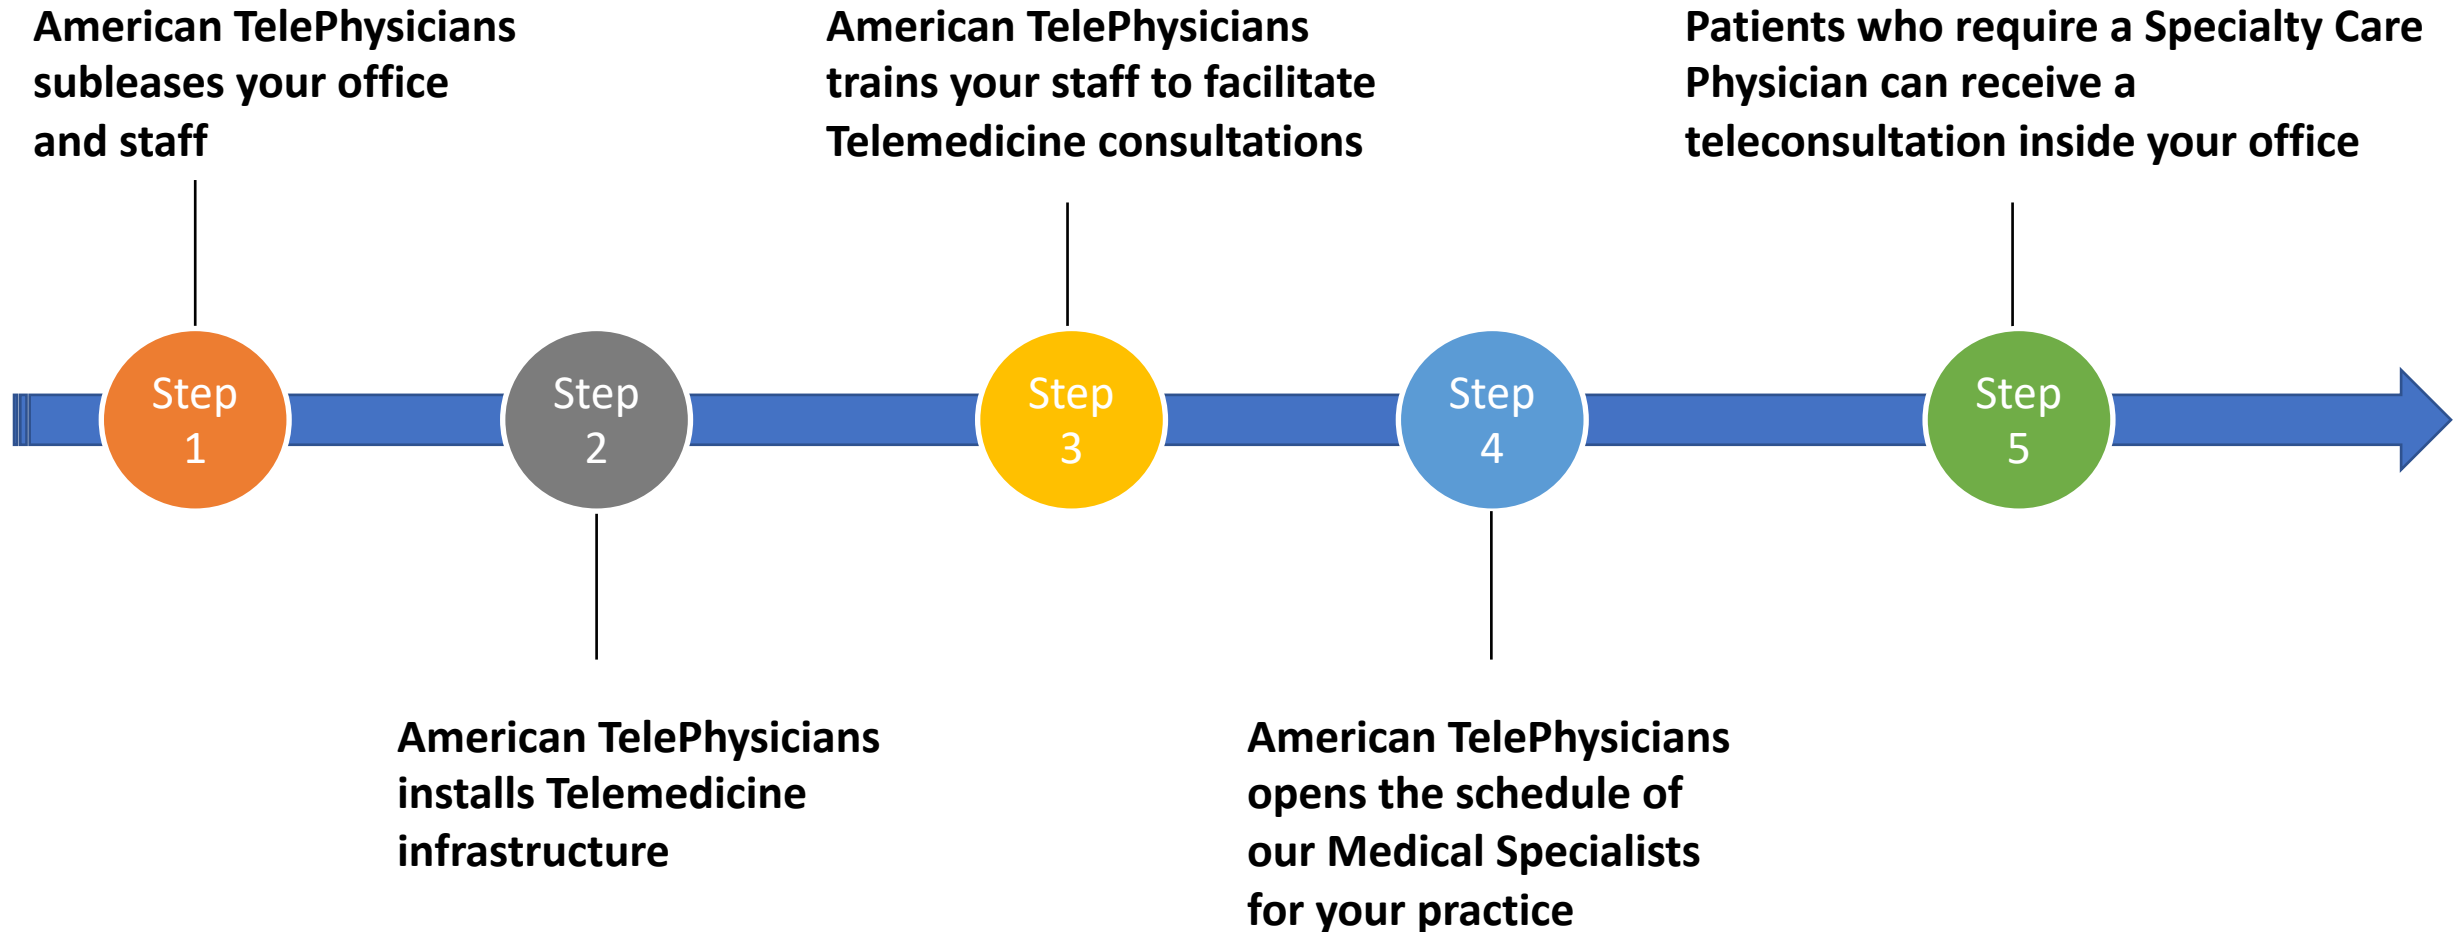 American TelePhysicians
subleases your office
and staff
American TelePhysicians
trains your staff to facilitate
Telemedicine consultations
Patients who require a Specialty Care
Physician can receive a
teleconsultation inside your office
Step
1
Step
2
Step
3
Step
4
Step
5
American TelePhysicians
installs Telemedicine
infrastructure
American TelePhysicians
opens the schedule of
our Medical Specialists
for your practice